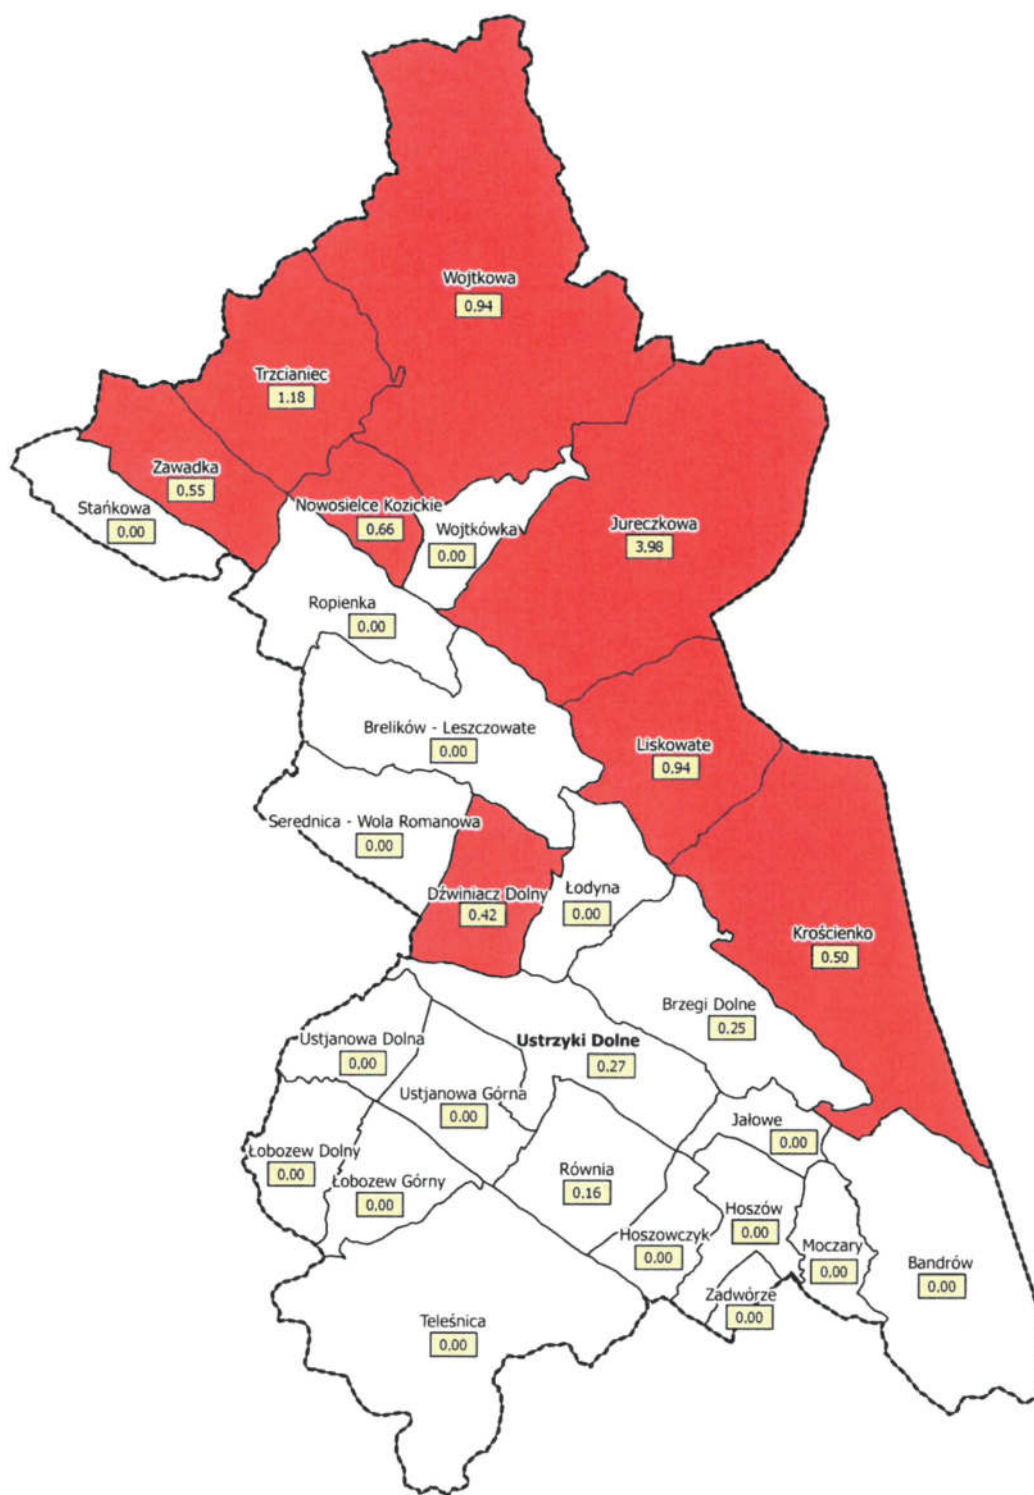 Wojtkowa
0.94
Trzcianiec
1.18
Zawadka
0.55
Stańkowa
0.00
Nowosielce Kozickie
0.66
Wojtkówka
0.00
Jureczkowa
3.98
Ropienka
0.00
Brelików - Leszczowate
0.00
Liskowate
0.94
Serednica - Wola Romanowa
0.00
Dźwiniacz Dolny
0.42
Łodyna
0.00
Krościenko
0.50
Brzegi Dolne
0.25
Ustjanowa Dolna
0.00
Ustrzyki Dolne
0.27
Ustjanowa Górna
0.00
Jałowe
0.00
Łobozew Dolny
0.00
Łobozew Górny
0.00
Równia
0.16
Hoszowczyk
0.00
Hoszów
0.00
Moczary
0.00
Bandrów
0.00
Zadwórze
0.00
Teleśnica
0.00